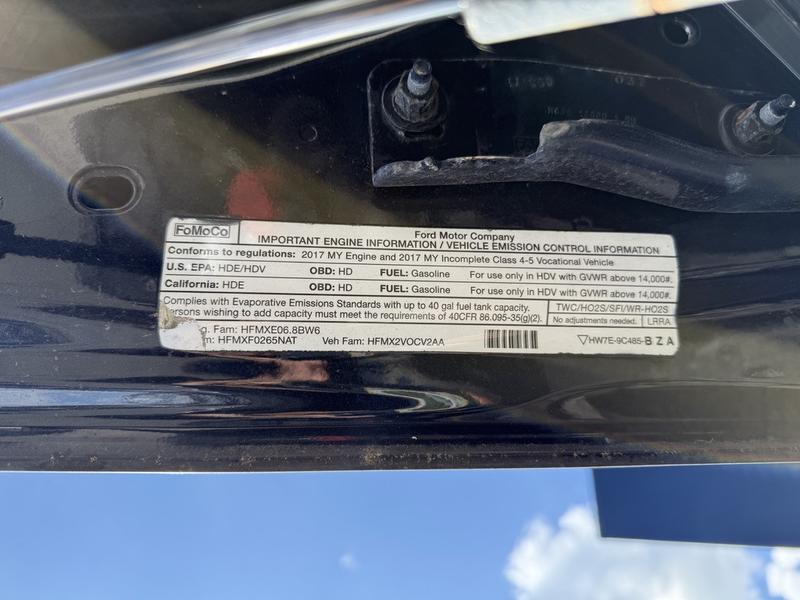 FoMoCo
Ford Motor Company
IMPORTANT ENGINE INFORMATION / VEHICLE EMISSION CONTROL INFORMATION
Conforms to regulations: 2017 MY Engine and 2017 MY Incomplete Class 4-5 Vocational Vehicle
U.S. EPA: HDE/HDV OBD: HD FUEL: Gasoline For use only in HDV with GVWR above 14,000#.
California: HDE OBD: HD FUEL: Gasoline For use only in HDV with GVWR above 14,000#.
Complies with Evaporative Emissions Standards with up to 40 gal fuel tank capacity.
Persons wishing to add capacity must meet the requirements of 40CFR 86.095-35(g)(2).
TWC/HO2S/SFI/WR-HO2S
No adjustments needed. LRRA
g. Fam: HFMXE06.8BW6
m: HFMXF0265NAT Veh Fam: HFMX2VOCV2AA
▽HW7E-9C485-BZA